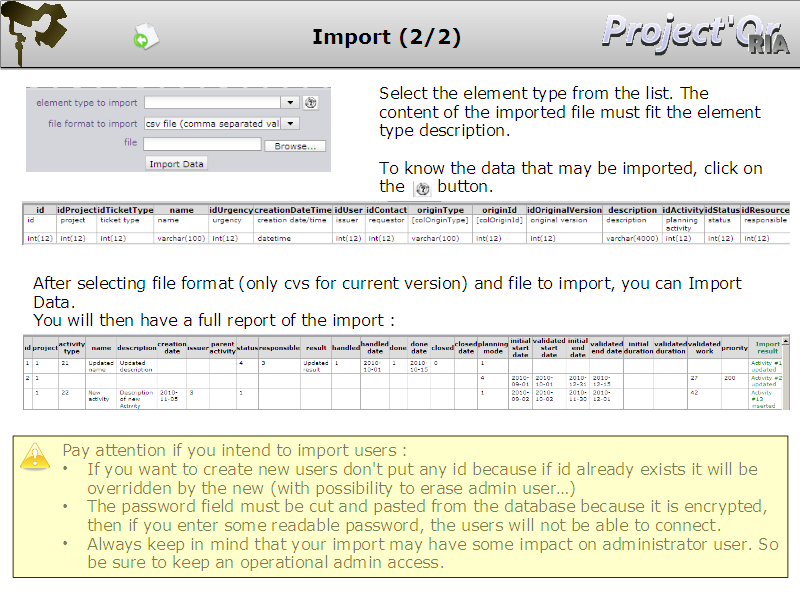 Import (2/2)
Project'Or
RIA
element type to import
file format to import csv file (comma separated val
file Browse...
Import Data
Select the element type from the list. The
content of the imported file must fit the element
type description.
To know the data that may be imported, click on
the button.
id idProject idTicketType name idUrgency creationDateTime idUser idContact originType originId idOriginalVersion description idActivity idStatus idResource
id project ticket type name urgency creation date/time issuer requestor [colOriginType] [colOriginId] original version description planning activity status responsible
int(12) int(12) int(12) varchar(100) int(12) datetime int(12) int(12) varchar(100) int(12) int(12) varchar(4000) int(12) int(12) int(12)
After selecting file format (only cvs for current version) and file to import, you can Import
Data.
You will then have a full report of the import :
id project activity type name description creation date issuer parent activity status responsible result handled handled date done done date closed closed date planning mode initial start date validated start date initial end date validated end date initial duration validated duration validated work priority Import result
1 1 21 Updated name Updated description 4 3 Updated result 1 2010-10-01 1 2010-10-15 0 1 Activity #1 updated
2 1 4 2010-09-01 2010-10-01 2010-12-31 2010-12-15 27 200 Activity #2 updated
1 22 New activity Description of new Activity 2010-11-05 3 1 1 2010-09-02 2010-10-02 2010-11-30 2010-12-01 42 Activity #13 inserted
Pay attention if you intend to import users :
• If you want to create new users don't put any id because if id already exists it will be
overridden by the new (with possibility to erase admin user…)
• The password field must be cut and pasted from the database because it is encrypted,
then if you enter some readable password, the users will not be able to connect.
• Always keep in mind that your import may have some impact on administrator user. So
be sure to keep an operational admin access.